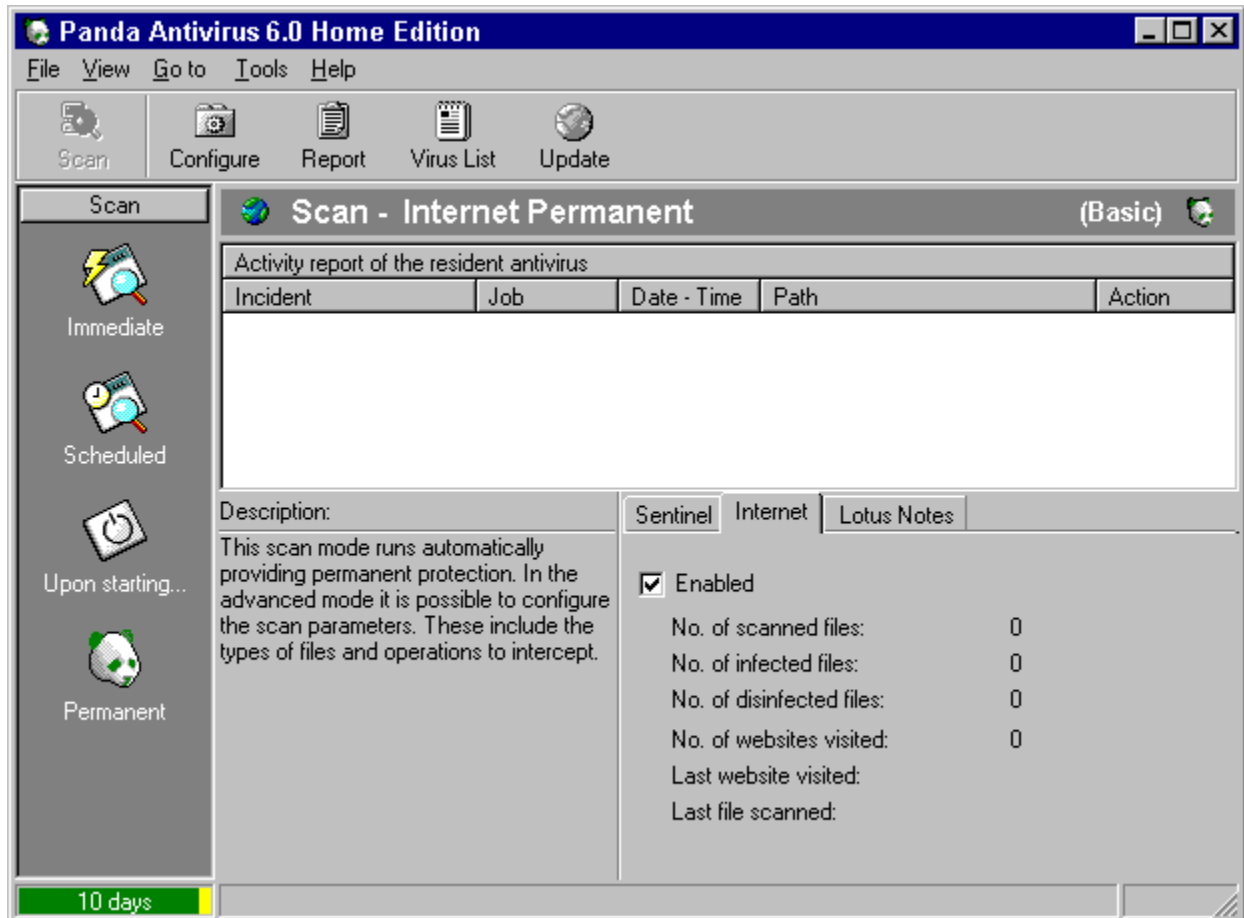 Panda Antivirus 6.0 Home Edition
File View Go to Tools Help
Scan Configure Report Virus List Update
Scan
Immediate
Scheduled
Upon starting...
Permanent
Scan - Internet Permanent (Basic)
Activity report of the resident antivirus
Incident Job Date - Time Path Action
Description:
This scan mode runs automatically
providing permanent protection. In the
advanced mode it is possible to configure
the scan parameters. These include the
types of files and operations to intercept.
Sentinel Internet Lotus Notes
Enabled
No. of scanned files: 0
No. of infected files: 0
No. of disinfected files: 0
No. of websites visited: 0
Last website visited:
Last file scanned:
10 days